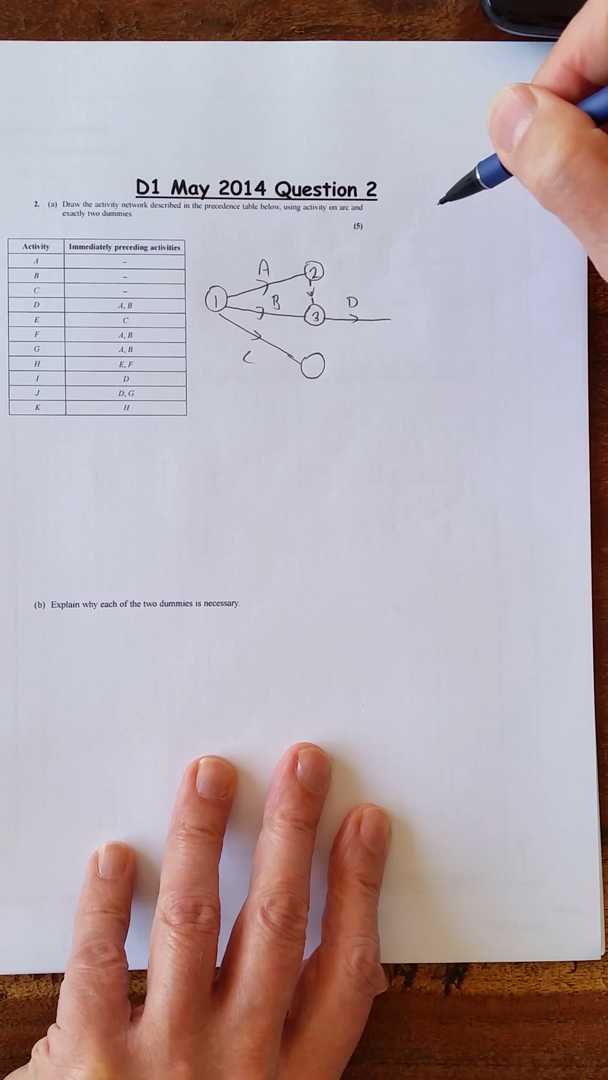 D1 May 2014 Question 2
2. (a) Draw the activity network described in the precedence table below, using activity on arc and
exactly two dummies.
(5)
Activity Immediately preceding activities
A –
B –
C –
D A, B
E C
F A, B
G A, B
H E, F
I D
J D, G
K H
A 2
1 B 3 D
C
(b) Explain why each of the two dummies is necessary.